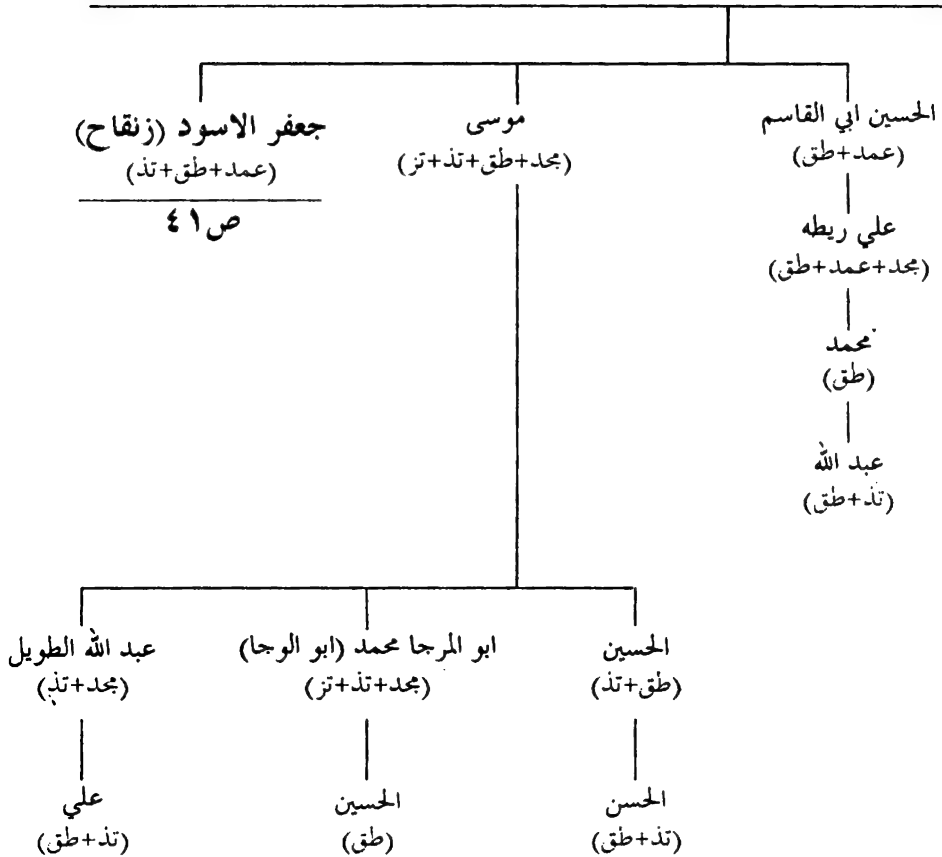 الحسين ابي القاسم
(عمد+طق)
علي ريطه
(مجد+عمد+طق)
محمد
(طق)
عبد الله
(تذ+طق)
موسى
(مجد+طق+تذ+تز)
جعفر الاسود (زنقاح)
(عمد+طق+تذ)
ص٤١
الحسين
(طق+تذ)
الحسن
(تذ+طق)
ابو المرجا محمد (ابو الوجا)
(مجد+تذ+تز)
الحسين
(طق)
عبد الله الطويل
(مجد+تذ)
علي
(تذ+طق)